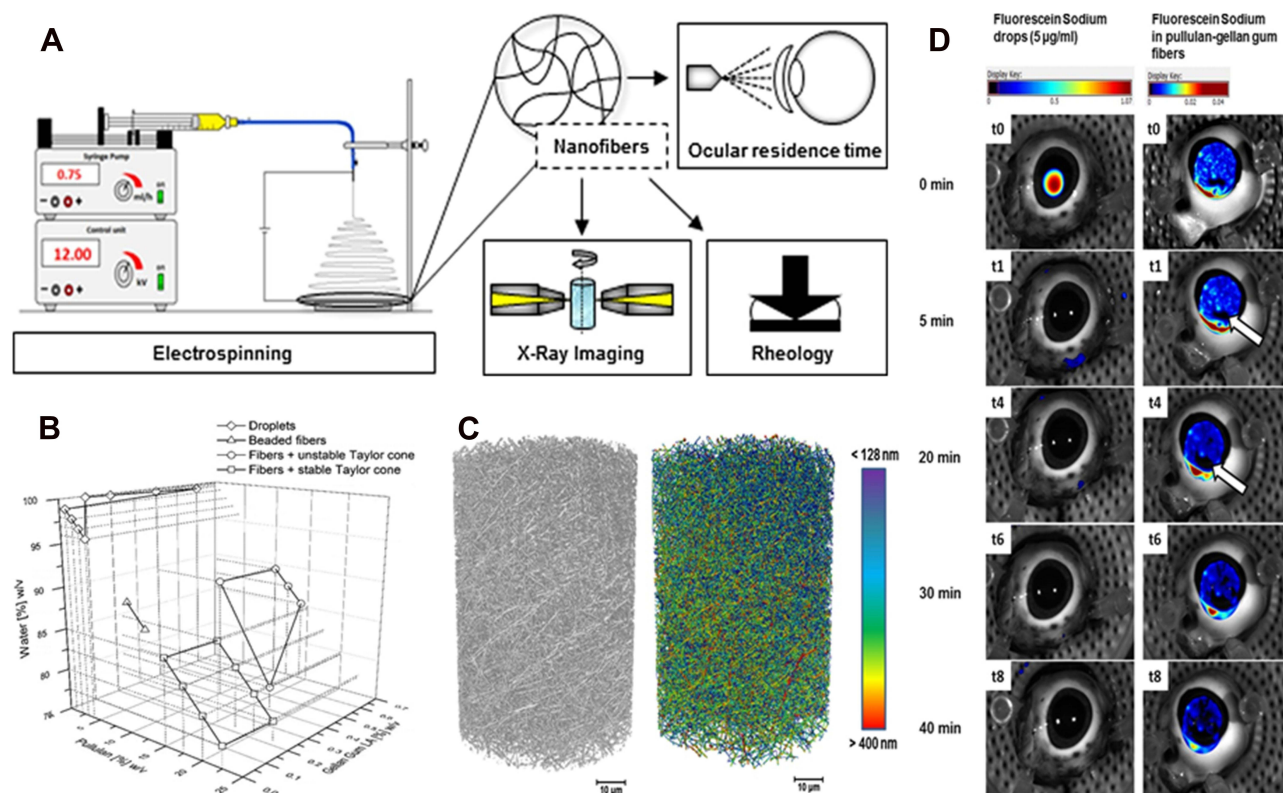 A
Syringe Pump
0.75
on
ml/h
Control unit
12.00
on
kV
Electrospinning
Nanofibers
Ocular residence time
X-Ray Imaging
Rheology
B
Droplets
Beaded fibers
Fibers + unstable Taylor cone
Fibers + stable Taylor cone
100
95
90
85
80
Water [%] w/v
Pullulan [%] w/v
C
< 128 nm
> 400 nm
10 µm
10 µm
D
Fluorescein Sodium
drops (5 µg/ml)
Fluorescein Sodium
in pullulan-gellan gum
fibers
Display Key:
0 0.5 1.07
Display Key:
0 0.02 0.04
0 min
t0
t0
5 min
t1
t1
20 min
t4
t4
30 min
t6
t6
40 min
t8
t8